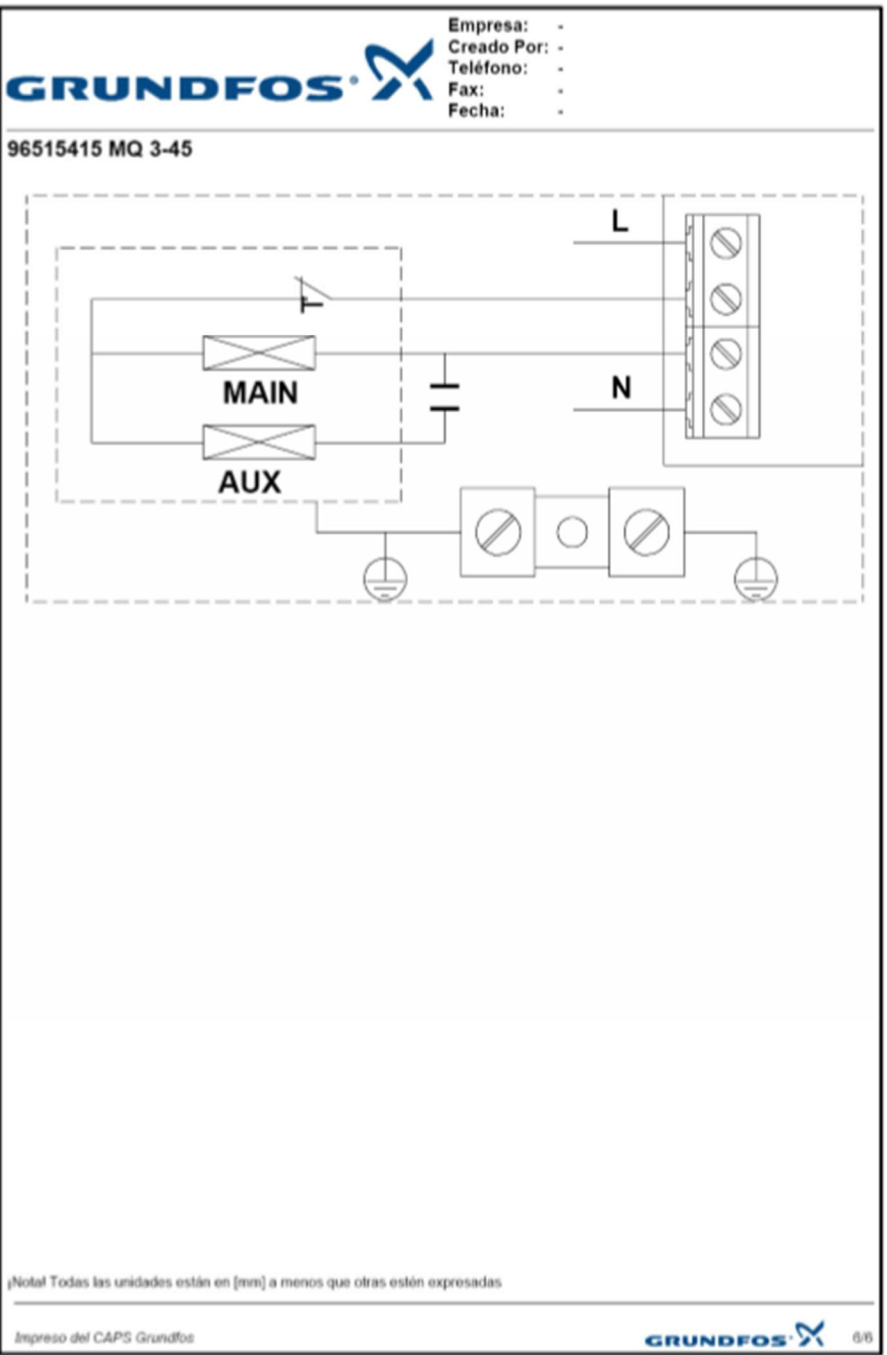 GRUNDFOS
Empresa: -
Creado Por: -
Teléfono: -
Fax: -
Fecha: -
96515415 MQ 3-45
L
MAIN
N
AUX
¡Nota! Todas las unidades están en [mm] a menos que otras estén expresadas
Impreso del CAPS Grundfos
GRUNDFOS
6/6